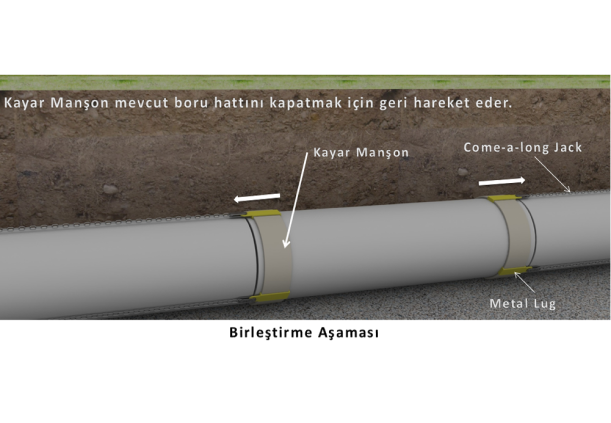 Kayar Manşon mevcut boru hattını kapatmak için geri hareket eder.
Kayar Manşon
Come-a-long Jack
Metal Lug
Birleştirme Aşaması